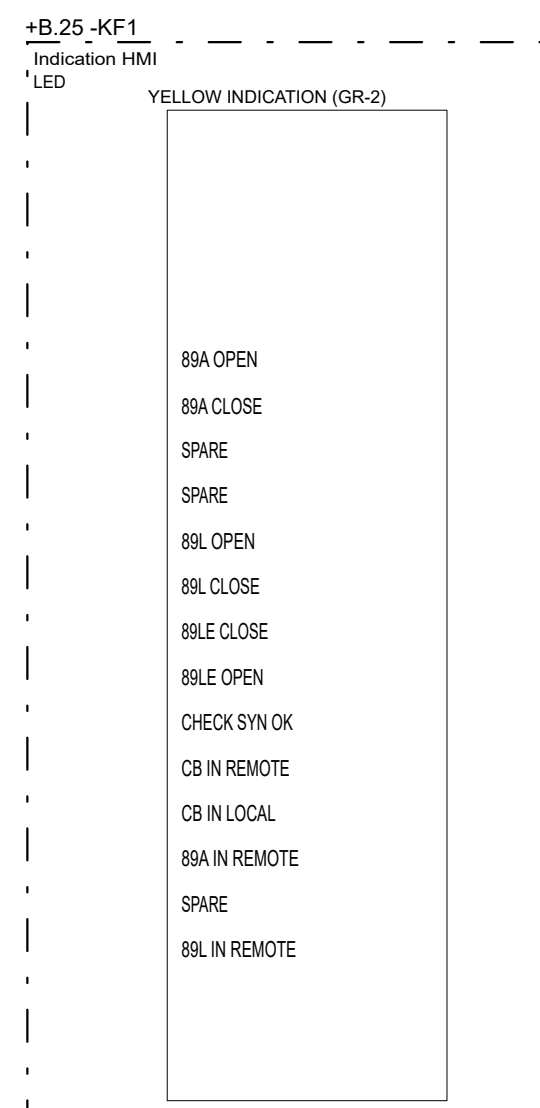 +B.25 -KF1
Indication HMI
LED
YELLOW INDICATION (GR-2)
89A OPEN
89A CLOSE
SPARE
SPARE
89L OPEN
89L CLOSE
89LE CLOSE
89LE OPEN
CHECK SYN OK
CB IN REMOTE
CB IN LOCAL
89A IN REMOTE
SPARE
89L IN REMOTE